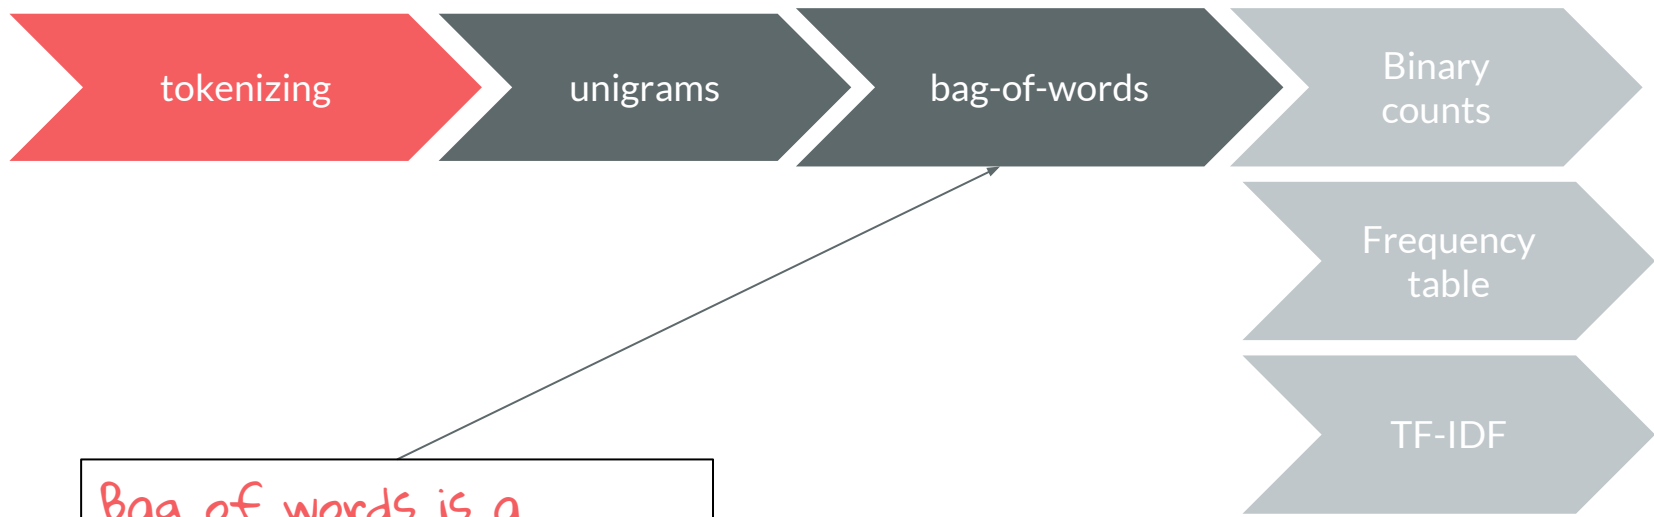 tokenizing
unigrams
bag-of-words
Binary
counts
Frequency
table
TF-IDF
Bag of words is a